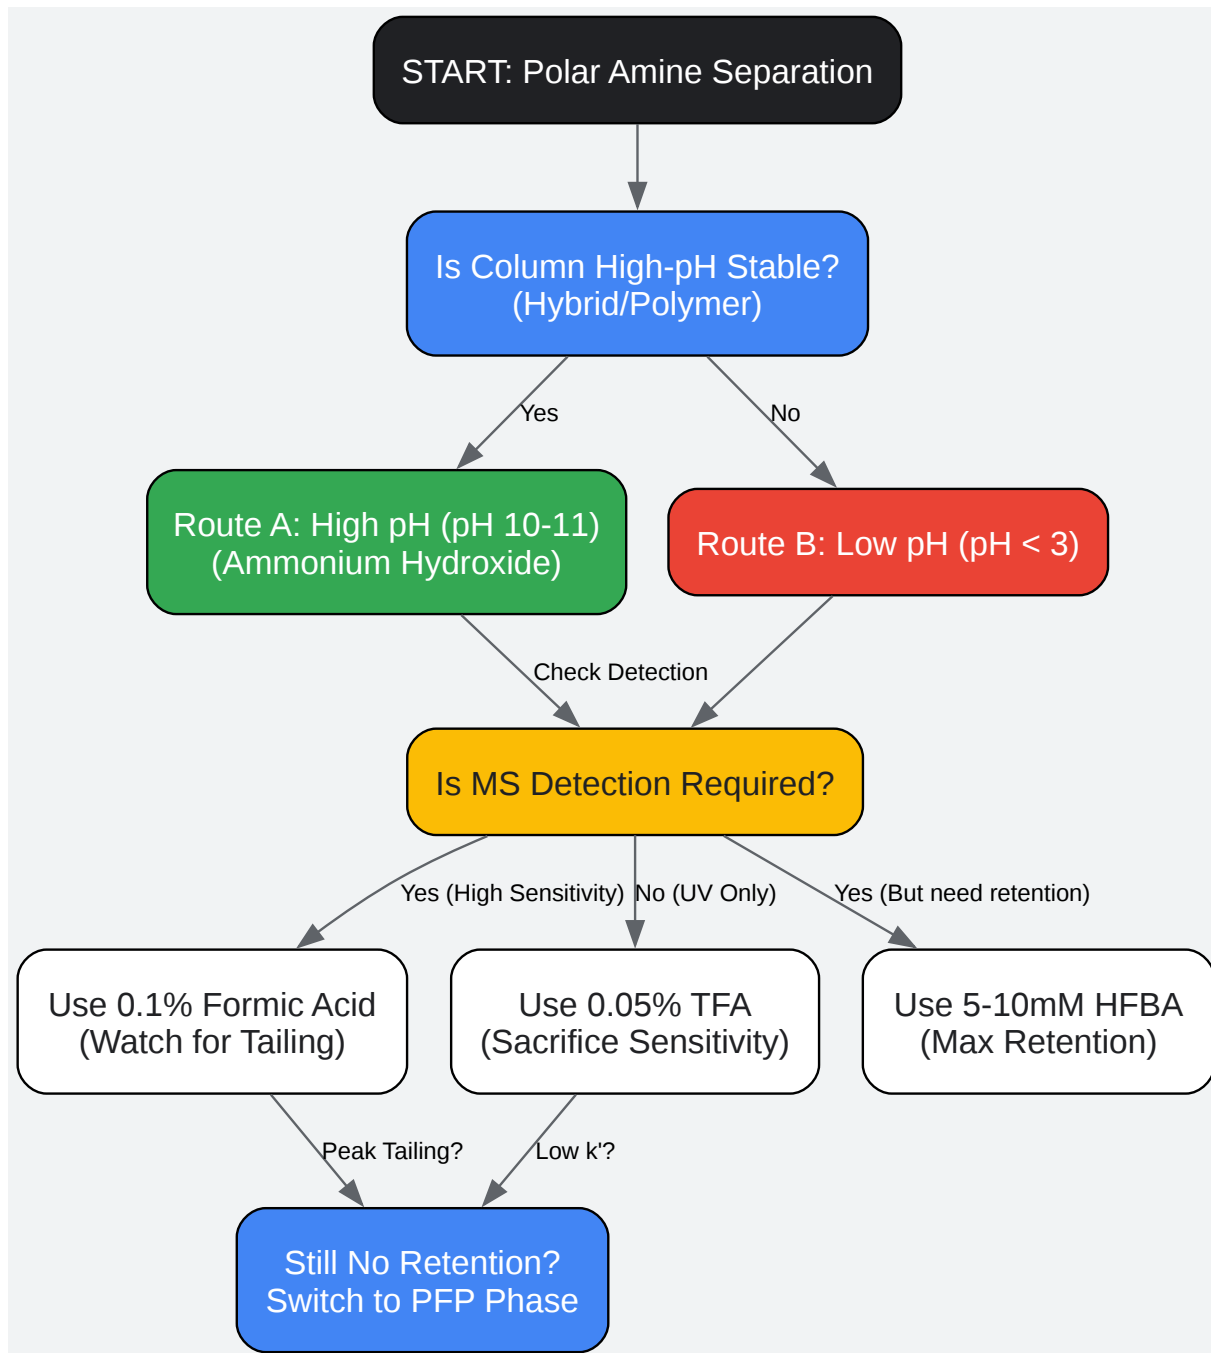 START: Polar Amine Separation
Is Column High-pH Stable?
(Hybrid/Polymer)
Yes
No
Route A: High pH (pH 10-11)
(Ammonium Hydroxide)
Route B: Low pH (pH < 3)
Check Detection
Is MS Detection Required?
Yes (High Sensitivity)
No (UV Only)
Yes (But need retention)
Use 0.1% Formic Acid
(Watch for Tailing)
Use 0.05% TFA
(Sacrifice Sensitivity)
Use 5-10mM HFBA
(Max Retention)
Peak Tailing?
Low k'?
Still No Retention?
Switch to PFP Phase